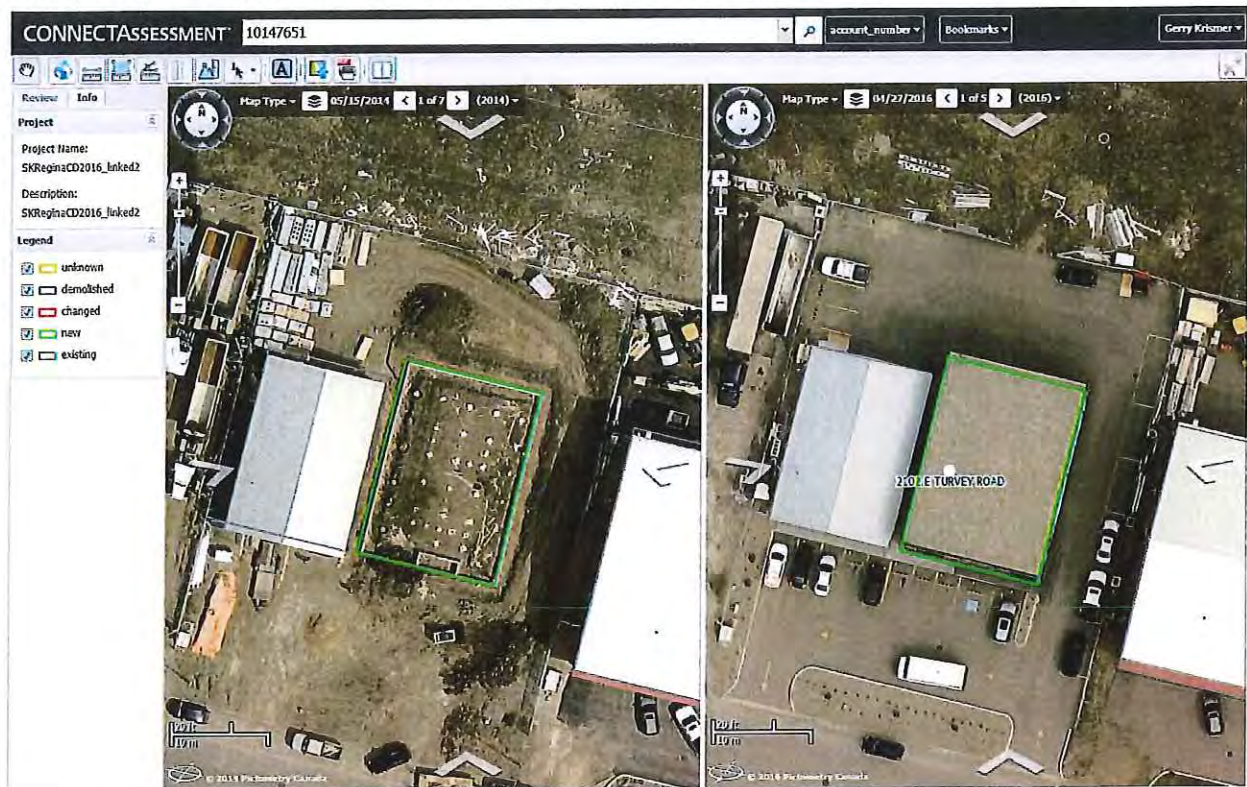 CONNECTASSESSMENT 10147651 account_number Bookmarks Gerry Krismer
A
Review Info
Project
Project Name:
SKReginaCD2016_linked2
Description:
SKReginaCD2016_linked2
Legend
unknown
demolished
changed
new
existing
N Map Type 05/15/2014 1 of 7 (2014)
20 ft
10 m
© 2014 Pictometry Canada
N Map Type 04/27/2016 1 of 5 (2016)
210 E TURVEY ROAD
20 ft
10 m
© 2016 Pictometry Canada